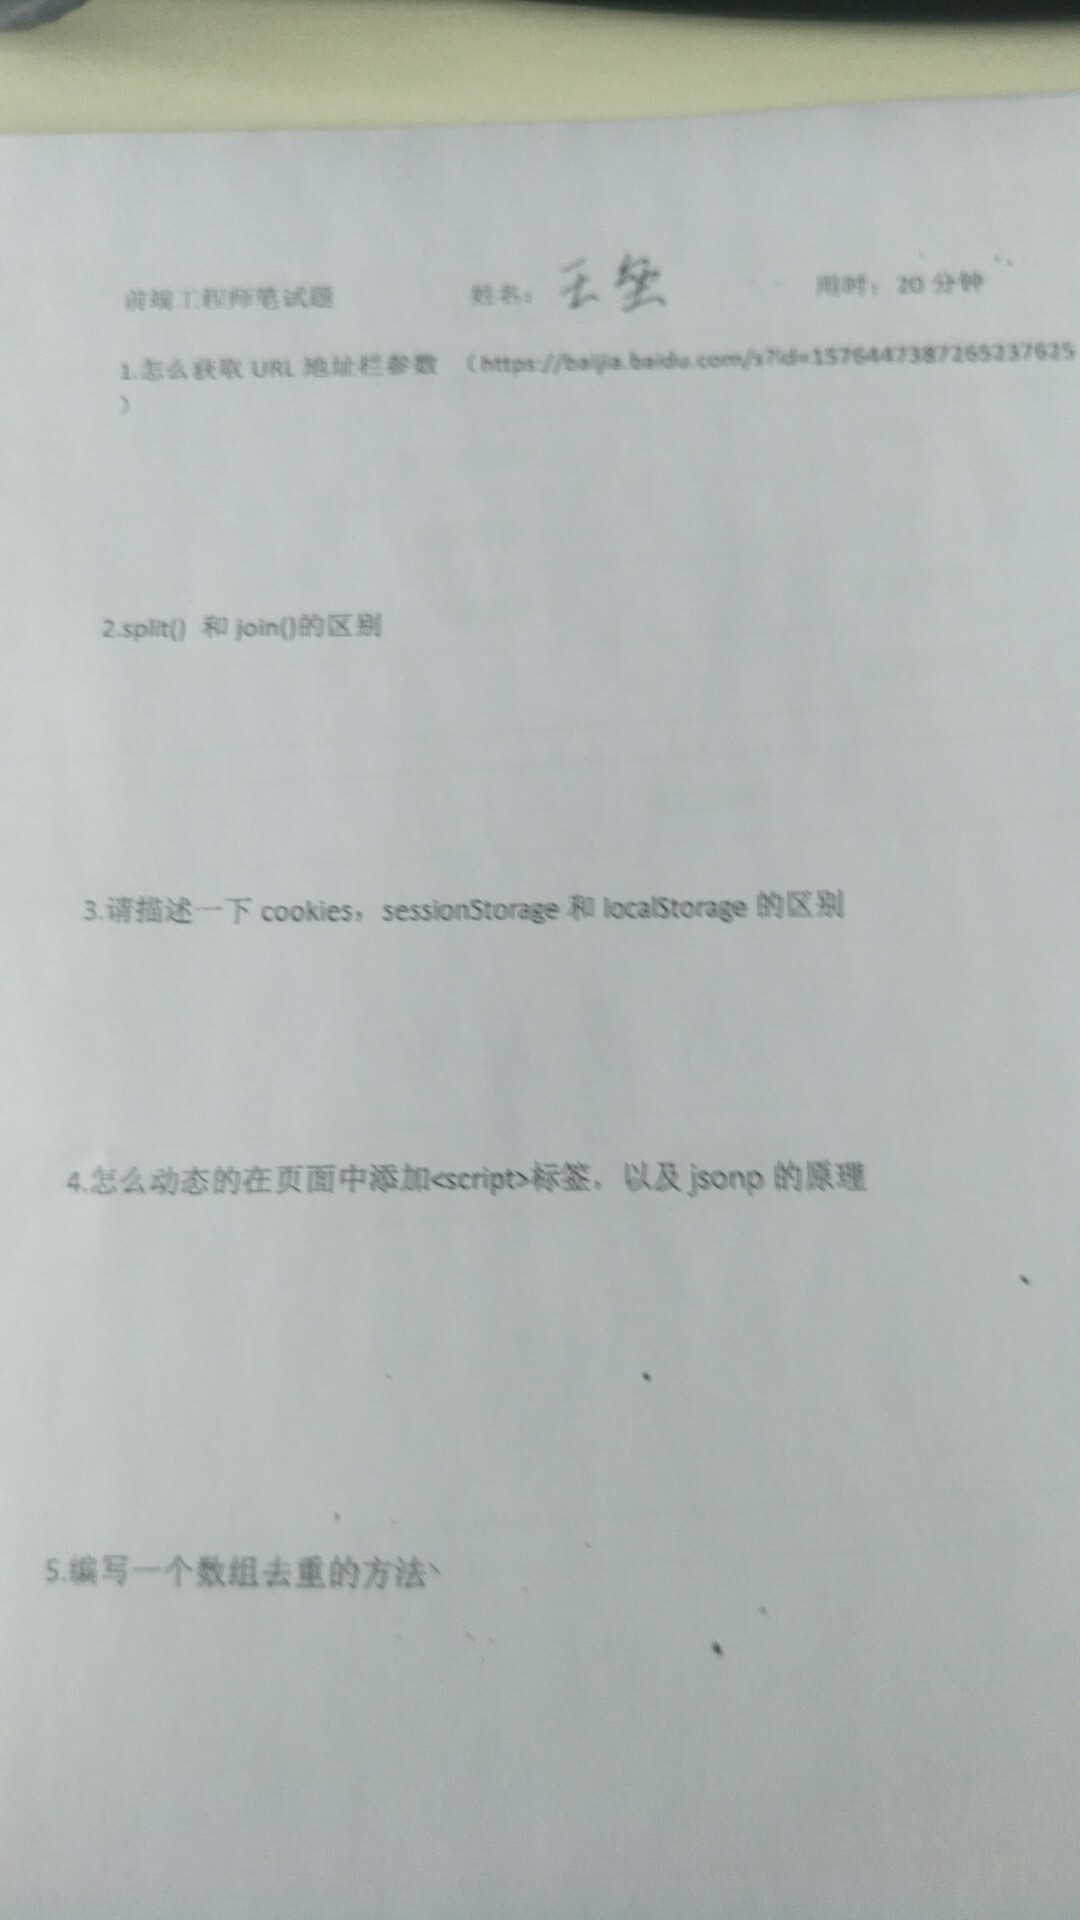 前端工程师笔试题 姓名： 王 用时：20 分钟
1.怎么获取 URL 地址栏参数 （https://baijia.baidu.com/s?id=1576447387265237625
）
2.split() 和 join()的区别
3.请描述一下 cookies，sessionStorage 和 localStorage 的区别
4.怎么动态的在页面中添加<script>标签，以及 jsonp 的原理
5.编写一个数组去重的方法、